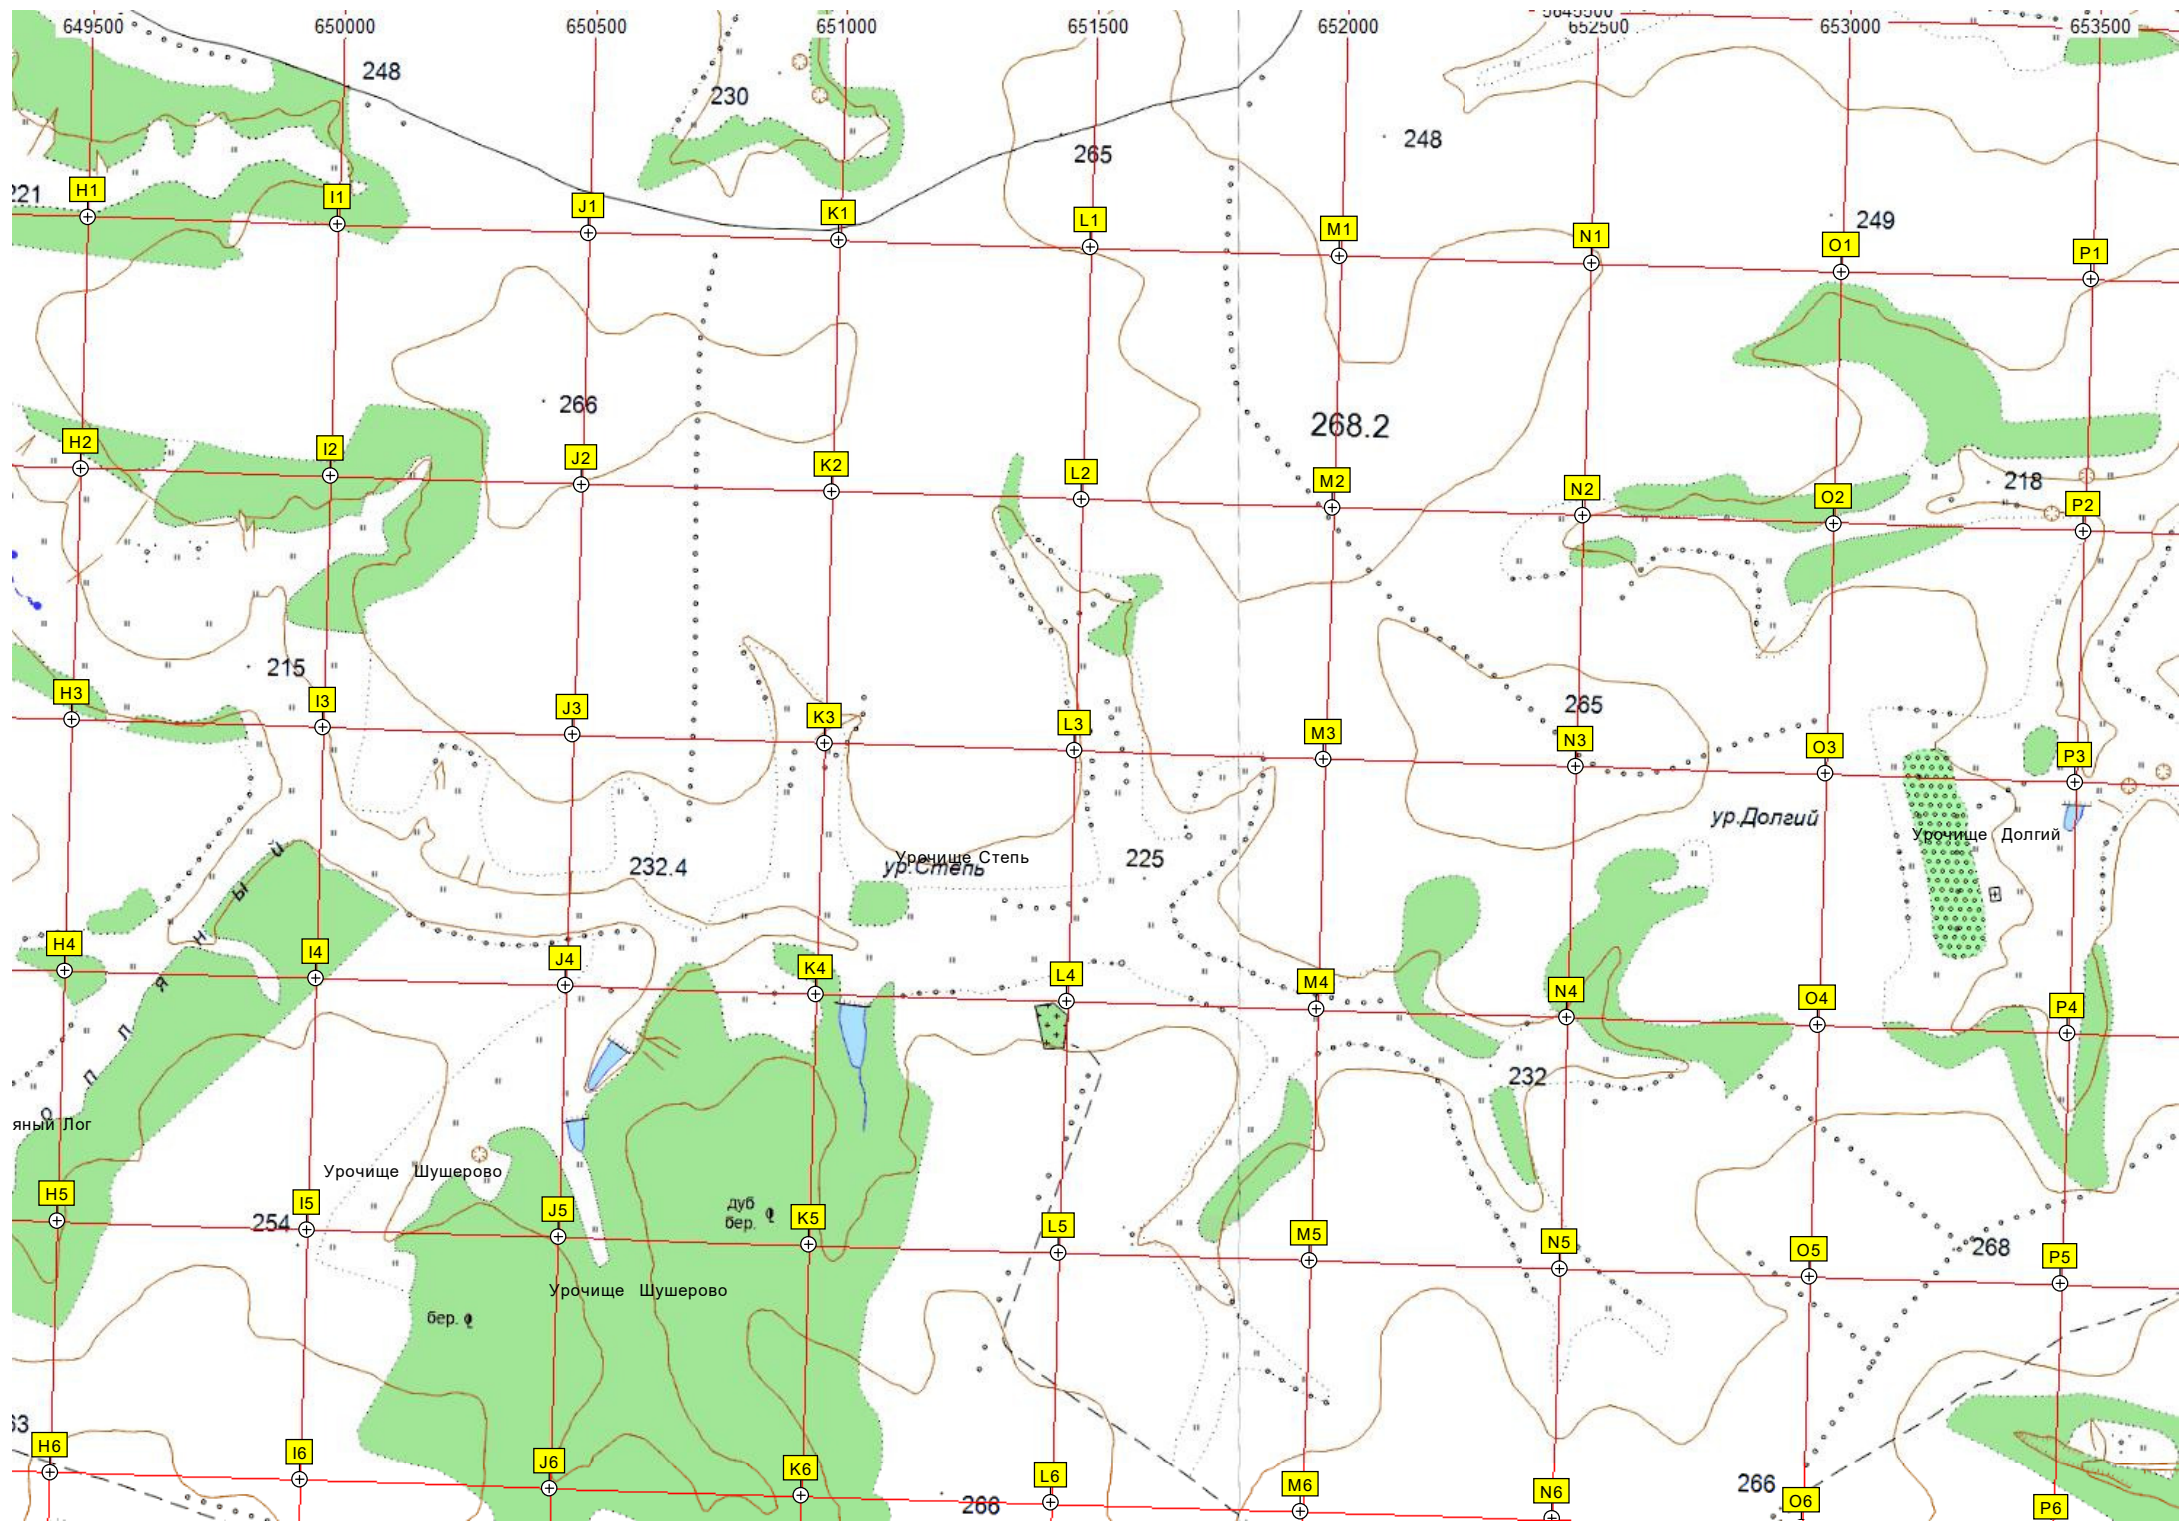 5645500
649500 650000 650500 651000 651500 652000 652500 653000 653500
248
230
265
248
221
H1 I1 J1 K1 L1 M1 N1 O1 P1
249
266
268.2
H2 I2 J2 K2 L2 M2 N2 O2 P2
218
215
265
H3 I3 J3 K3 L3 M3 N3 O3 P3
ур.Долгий
Урочище Долгий
232.4
Урочище Степь
ур.Степь
225
П о л я н ы й
H4 I4 J4 K4 L4 M4 N4 O4 P4
232
яный Лог
Урочище Шушерово
дуб
бер.
254
268
H5 I5 J5 K5 L5 M5 N5 O5 P5
Урочище Шушерово
бер.
63
H6 I6 J6 K6 L6 M6 N6 O6 P6
266
266